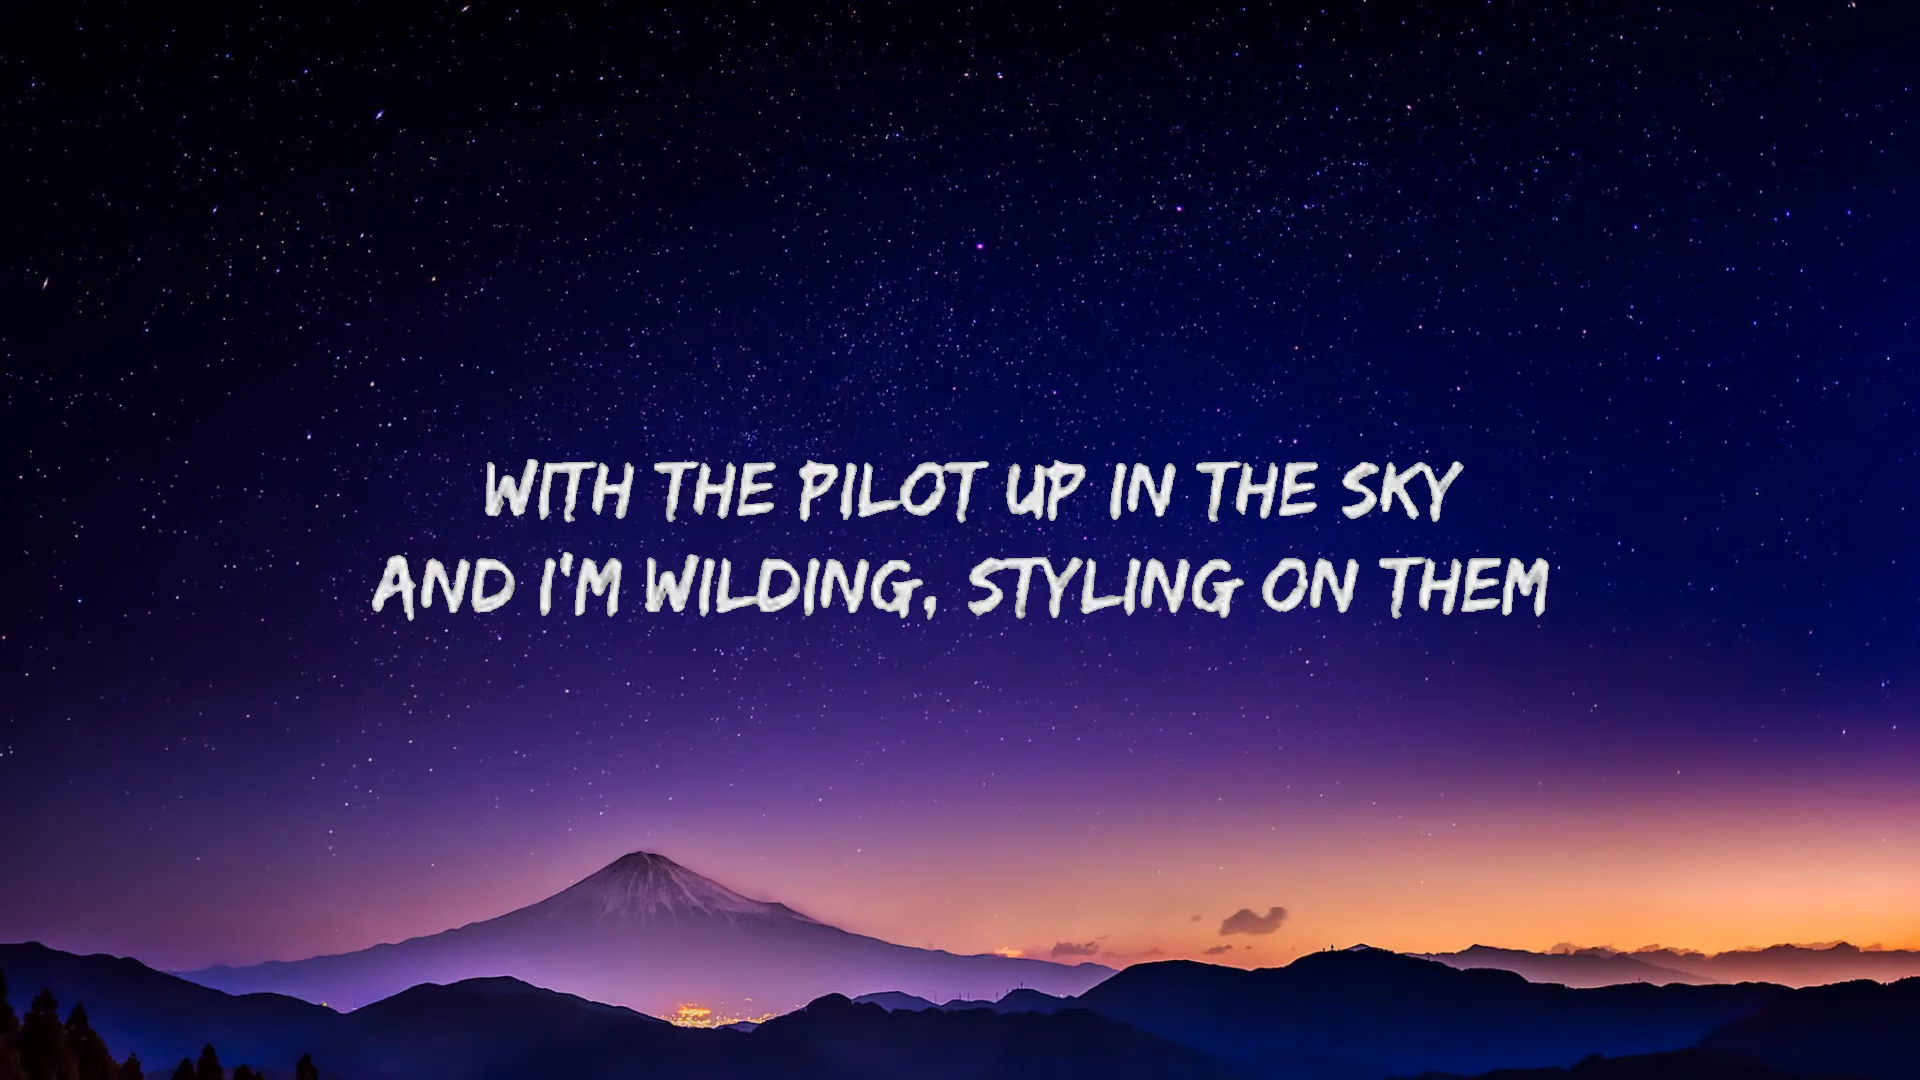 WITH THE PILOT UP IN THE SKY
AND I'M WILDING, STYLING ON THEM